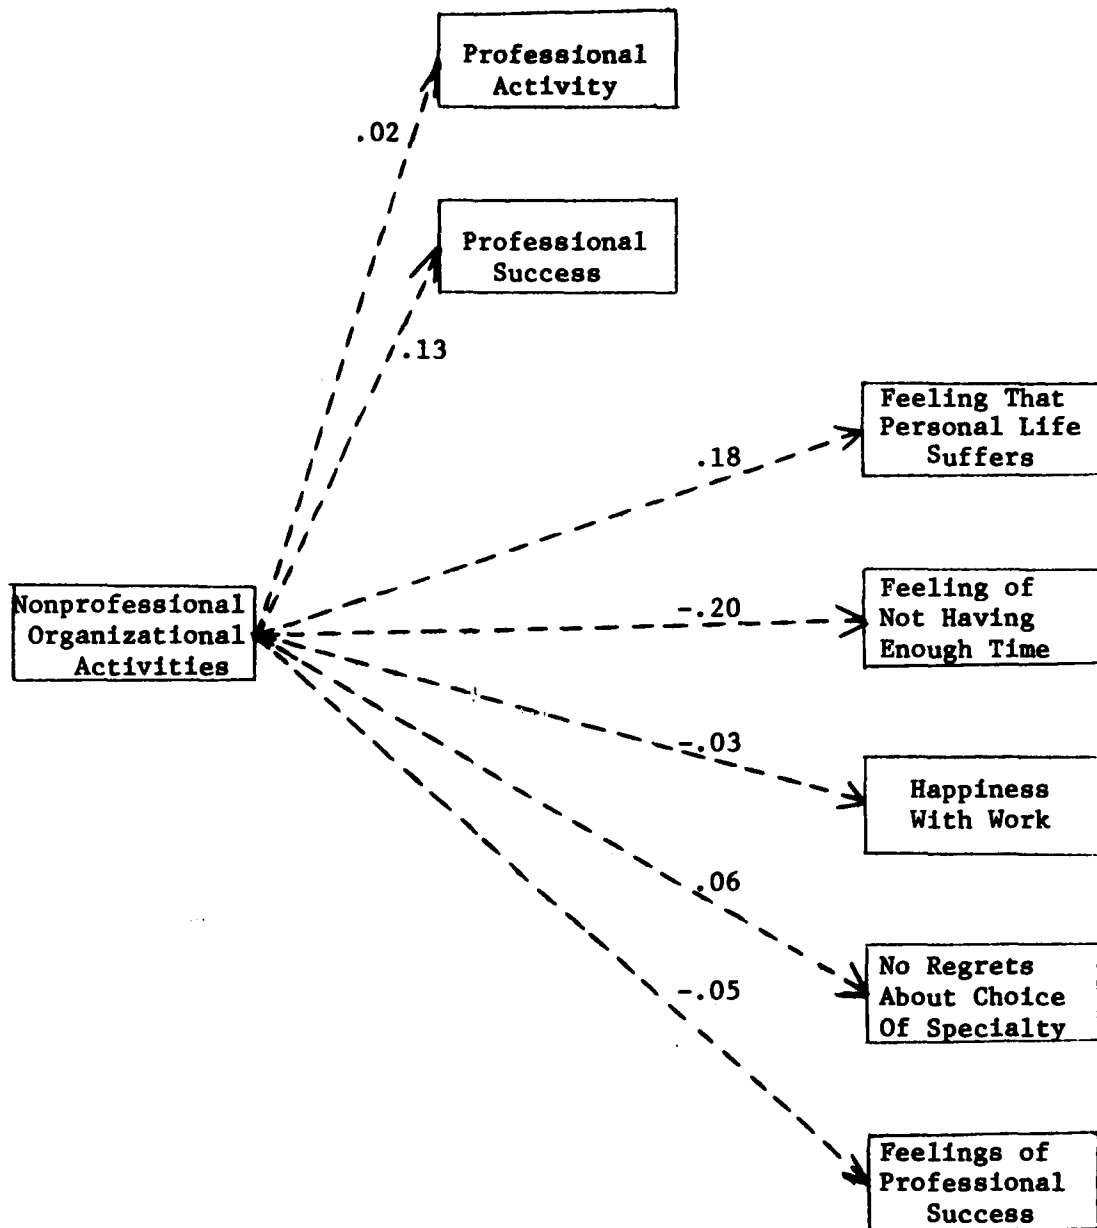 Professional
Activity
.02
Professional
Success
.13
Feeling That
Personal Life
Suffers
.18
Nonprofessional
Organizational
Activities
-.20
Feeling of
Not Having
Enough Time
-.03
Happiness
With Work
.06
No Regrets
About Choice
Of Specialty
-.05
Feelings of
Professional
Success